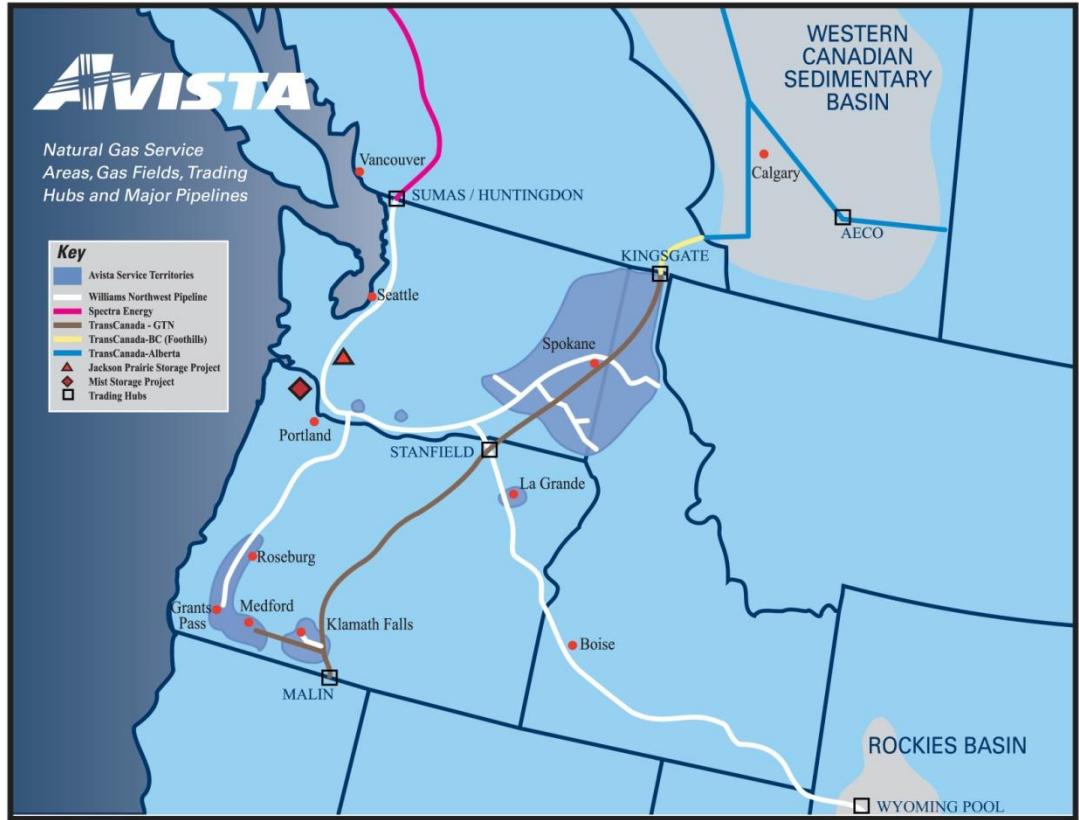 AVISTA
Natural Gas Service
Areas, Gas Fields, Trading
Hubs and Major Pipelines
Key
Avista Service Territories
Williams Northwest Pipeline
Spectra Energy
TransCanada - GTN
TransCanada-BC (Foothills)
TransCanada-Alberta
Jackson Prairie Storage Project
Mist Storage Project
Trading Hubs
WESTERN
CANADIAN
SEDIMENTARY
BASIN
Vancouver
SUMAS / HUNTINGDON
Calgary
AECO
KINGSGATE
Seattle
Spokane
Portland
STANFIELD
La Grande
Roseburg
Grants
Pass
Medford
Klamath Falls
Boise
MALIN
ROCKIES BASIN
WYOMING POOL